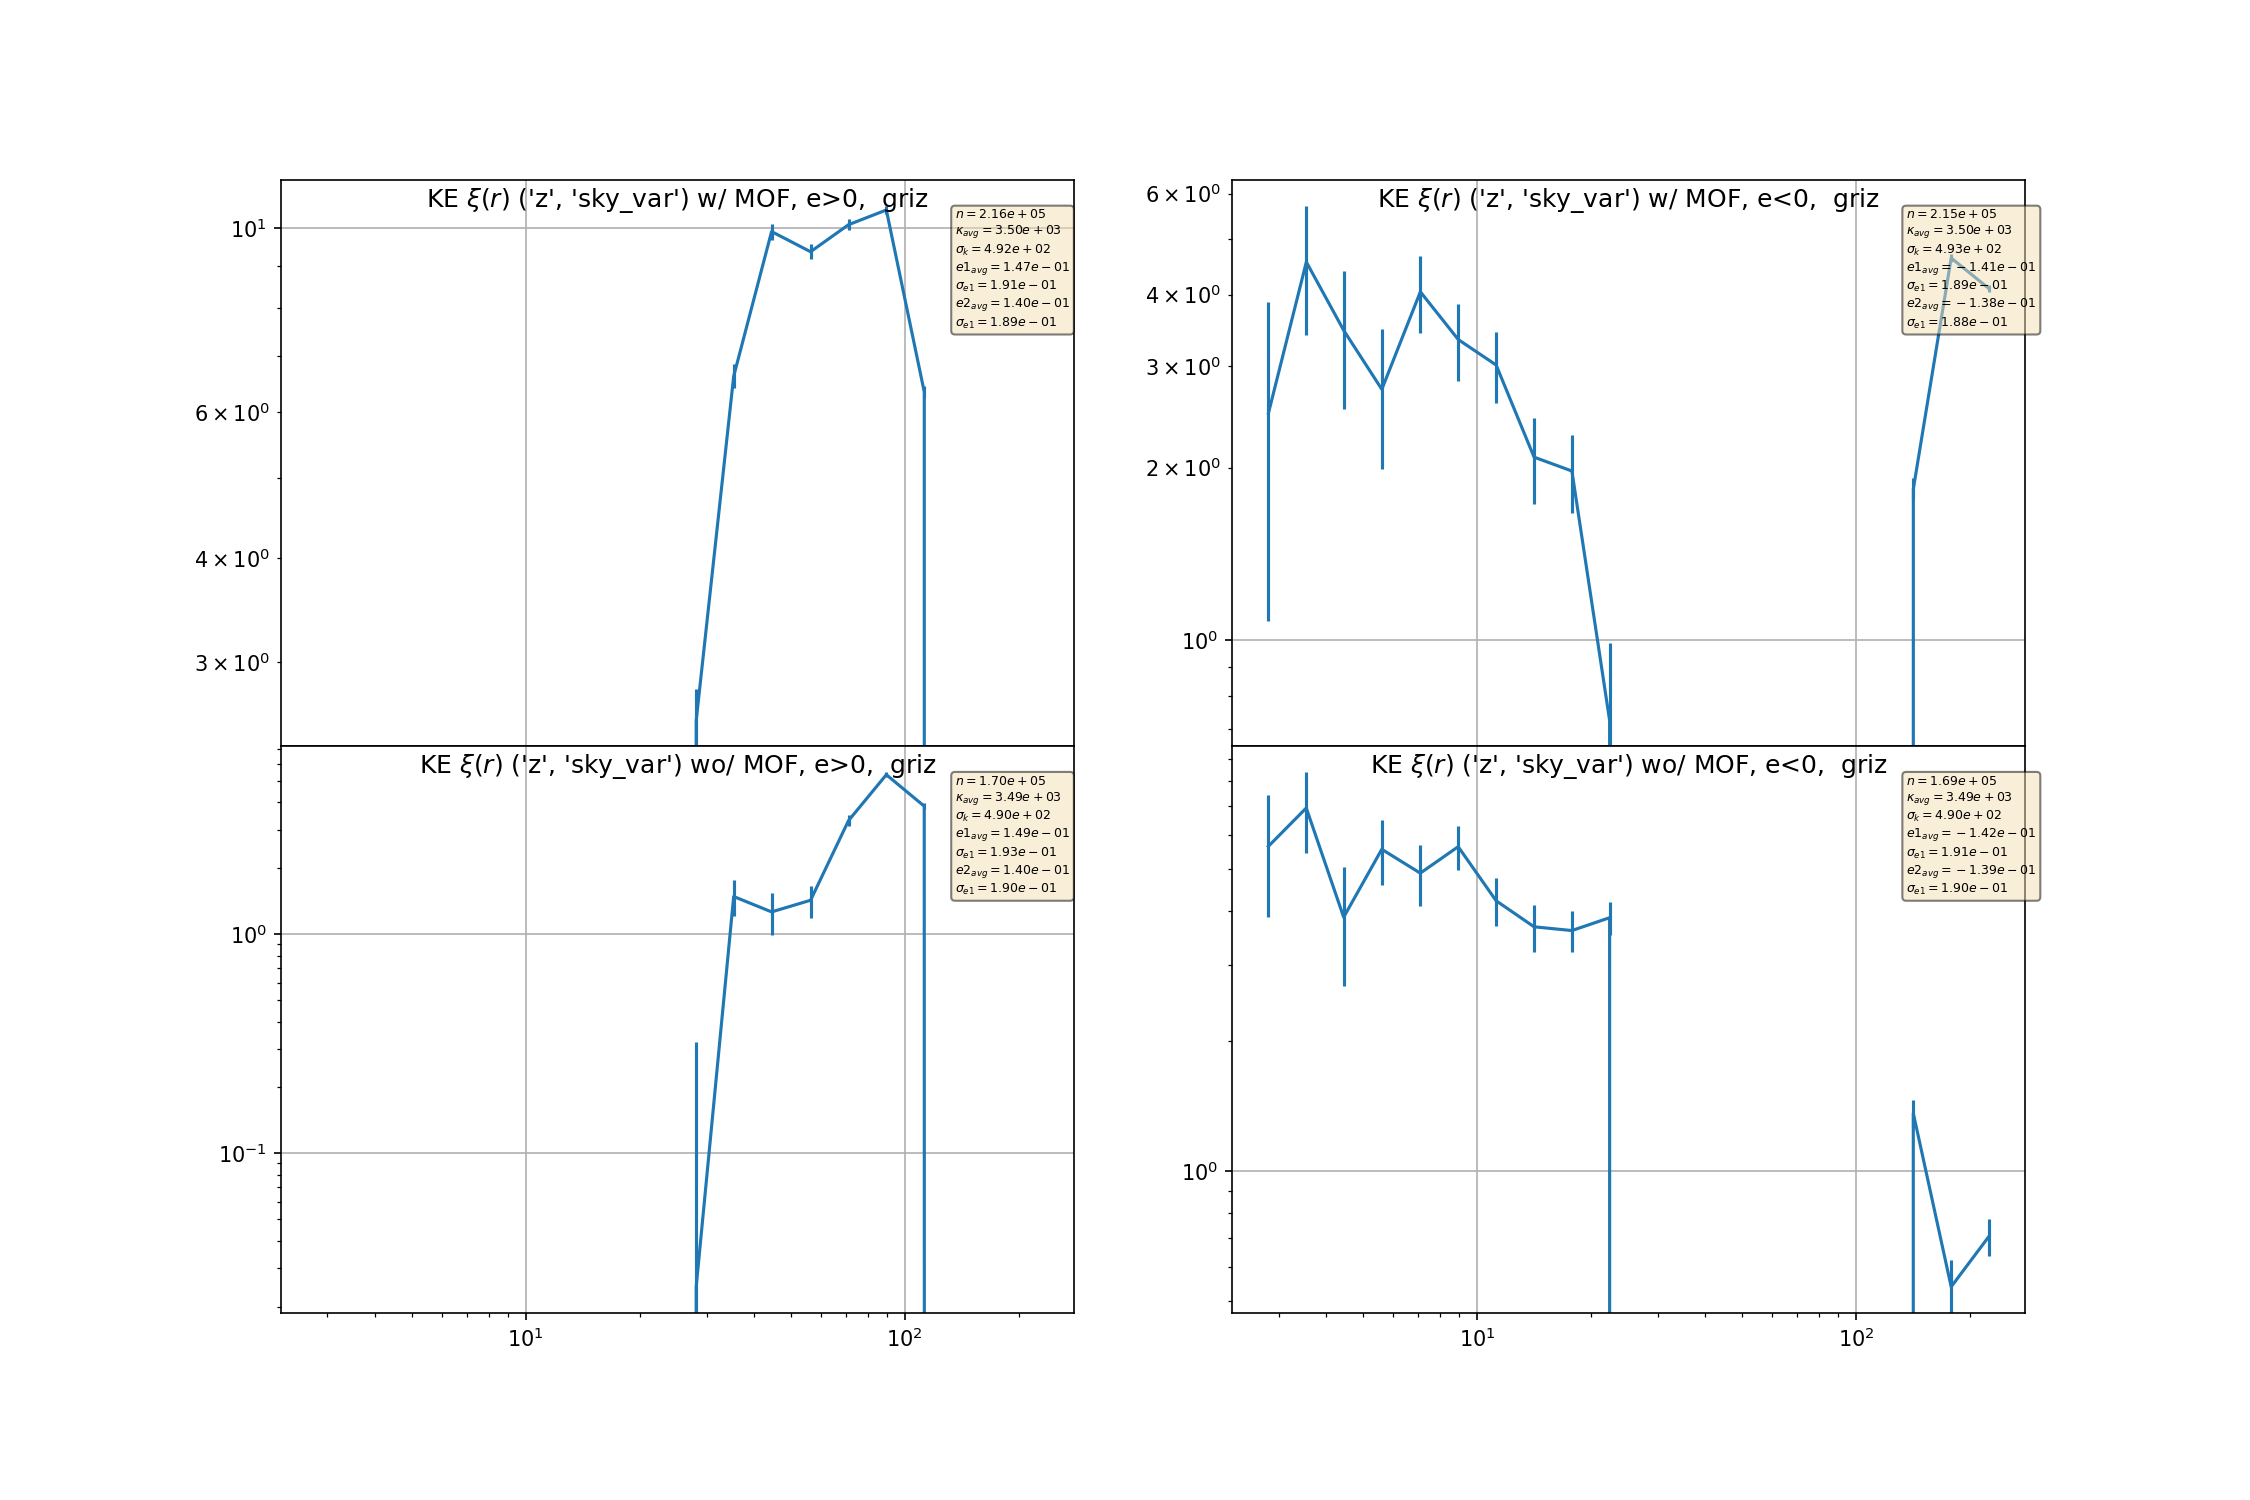 KE ξ(r) ('z', 'sky_var') w/ MOF, e>0,  griz
10¹
6 × 10⁰
4 × 10⁰
3 × 10⁰
n = 2.16e + 05
κavg = 3.50e + 03
σk = 4.92e + 02
e1avg = 1.47e − 01
σe1 = 1.91e − 01
e2avg = 1.40e − 01
σe1 = 1.89e − 01
KE ξ(r) ('z', 'sky_var') w/ MOF, e<0,  griz
6 × 10⁰
4 × 10⁰
3 × 10⁰
2 × 10⁰
10⁰
n = 2.15e + 05
κavg = 3.50e + 03
σk = 4.93e + 02
e1avg = −1.41e − 01
σe1 = 1.89e − 01
e2avg = −1.38e − 01
σe1 = 1.88e − 01
KE ξ(r) ('z', 'sky_var') wo/ MOF, e>0,  griz
10⁰
10⁻¹
n = 1.70e + 05
κavg = 3.49e + 03
σk = 4.90e + 02
e1avg = 1.49e − 01
σe1 = 1.93e − 01
e2avg = 1.40e − 01
σe1 = 1.90e − 01
10¹ 10²
KE ξ(r) ('z', 'sky_var') wo/ MOF, e<0,  griz
10⁰
n = 1.69e + 05
κavg = 3.49e + 03
σk = 4.90e + 02
e1avg = −1.42e − 01
σe1 = 1.91e − 01
e2avg = −1.39e − 01
σe1 = 1.90e − 01
10¹ 10²